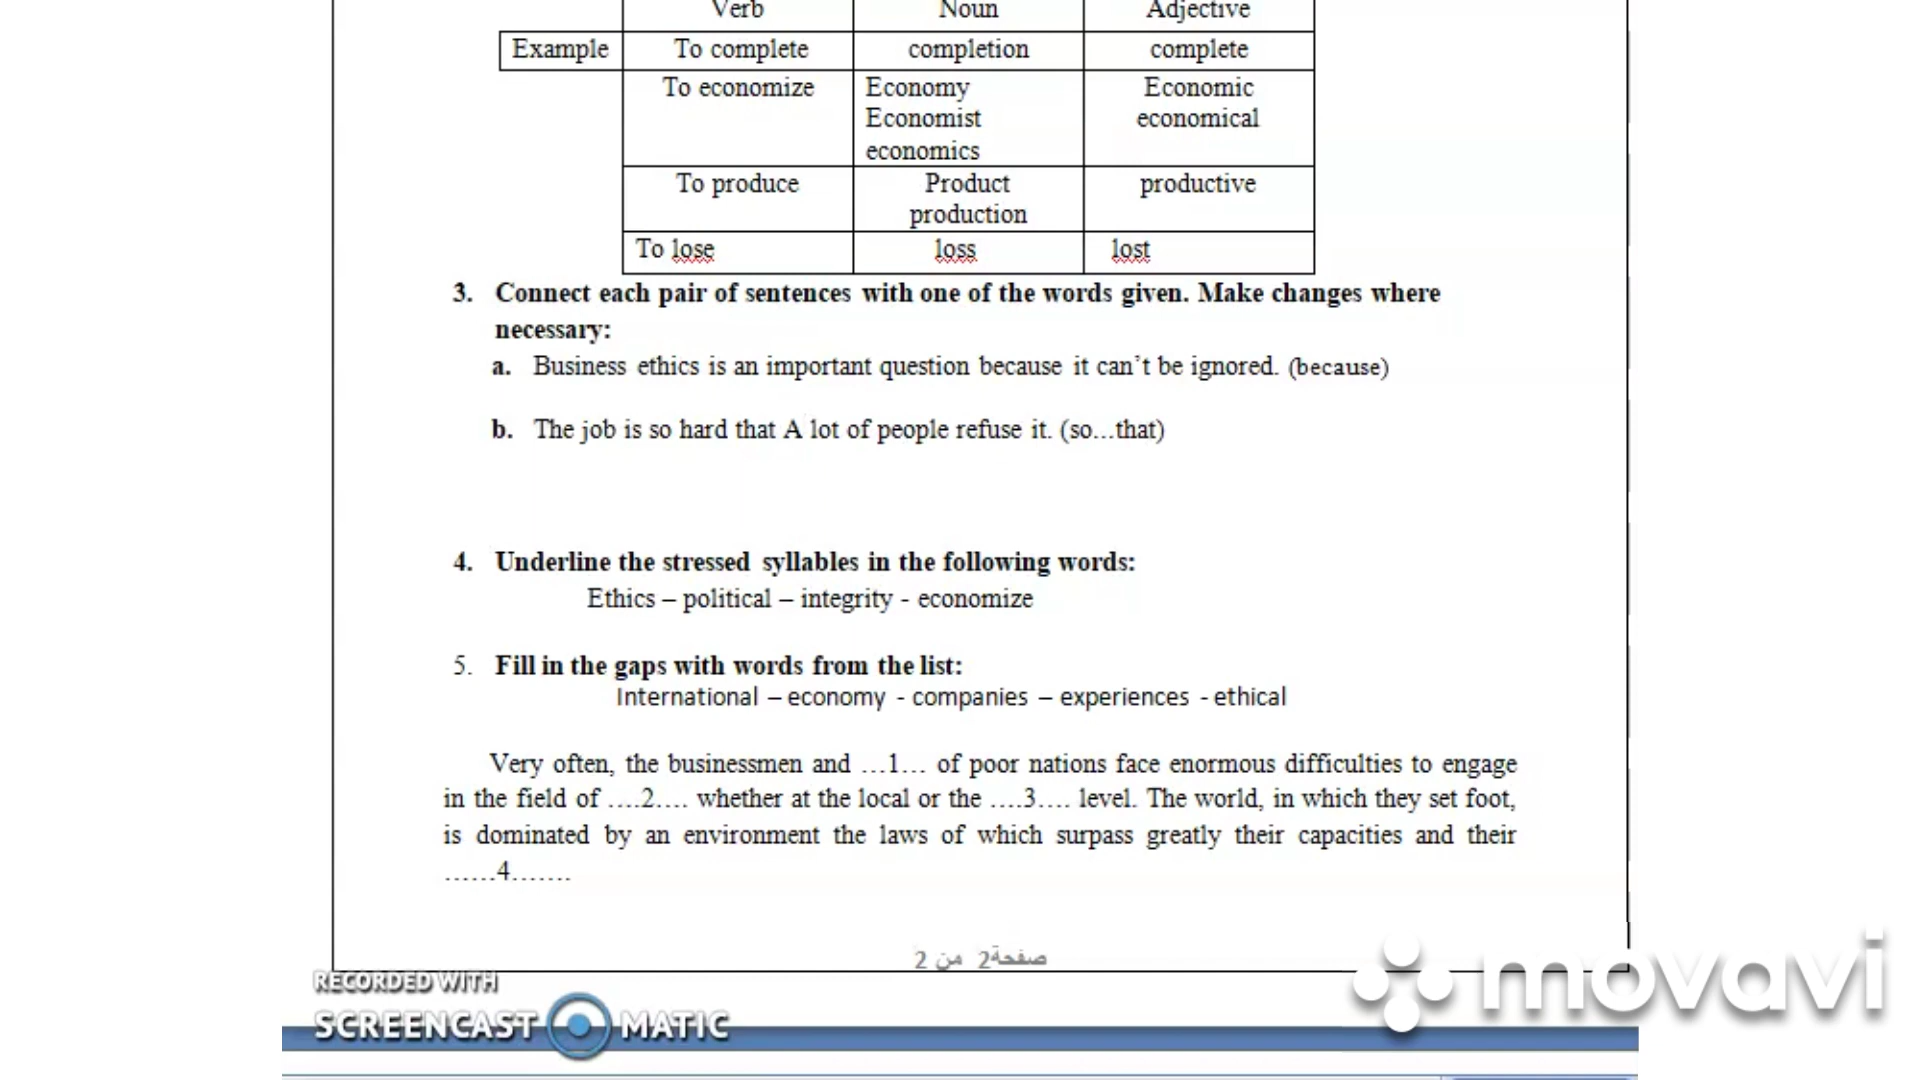 Verb Noun Adjective
Example To complete completion complete
To economize Economy Economic
Economist economical
economics
To produce Product productive
production
To lose loss lost
3. Connect each pair of sentences with one of the words given. Make changes where
necessary:
a. Business ethics is an important question because it can't be ignored. (because)
b. The job is so hard that A lot of people refuse it. (so...that)
4. Underline the stressed syllables in the following words:
Ethics – political – integrity - economize
5. Fill in the gaps with words from the list:
International – economy - companies – experiences - ethical
Very often, the businessmen and ...1... of poor nations face enormous difficulties to engage
in the field of ....2.... whether at the local or the ....3.... level. The world, in which they set foot,
is dominated by an environment the laws of which surpass greatly their capacities and their
......4.......
صفحة2 من 2
RECORDED WITH
SCREENCAST MATIC
movavi